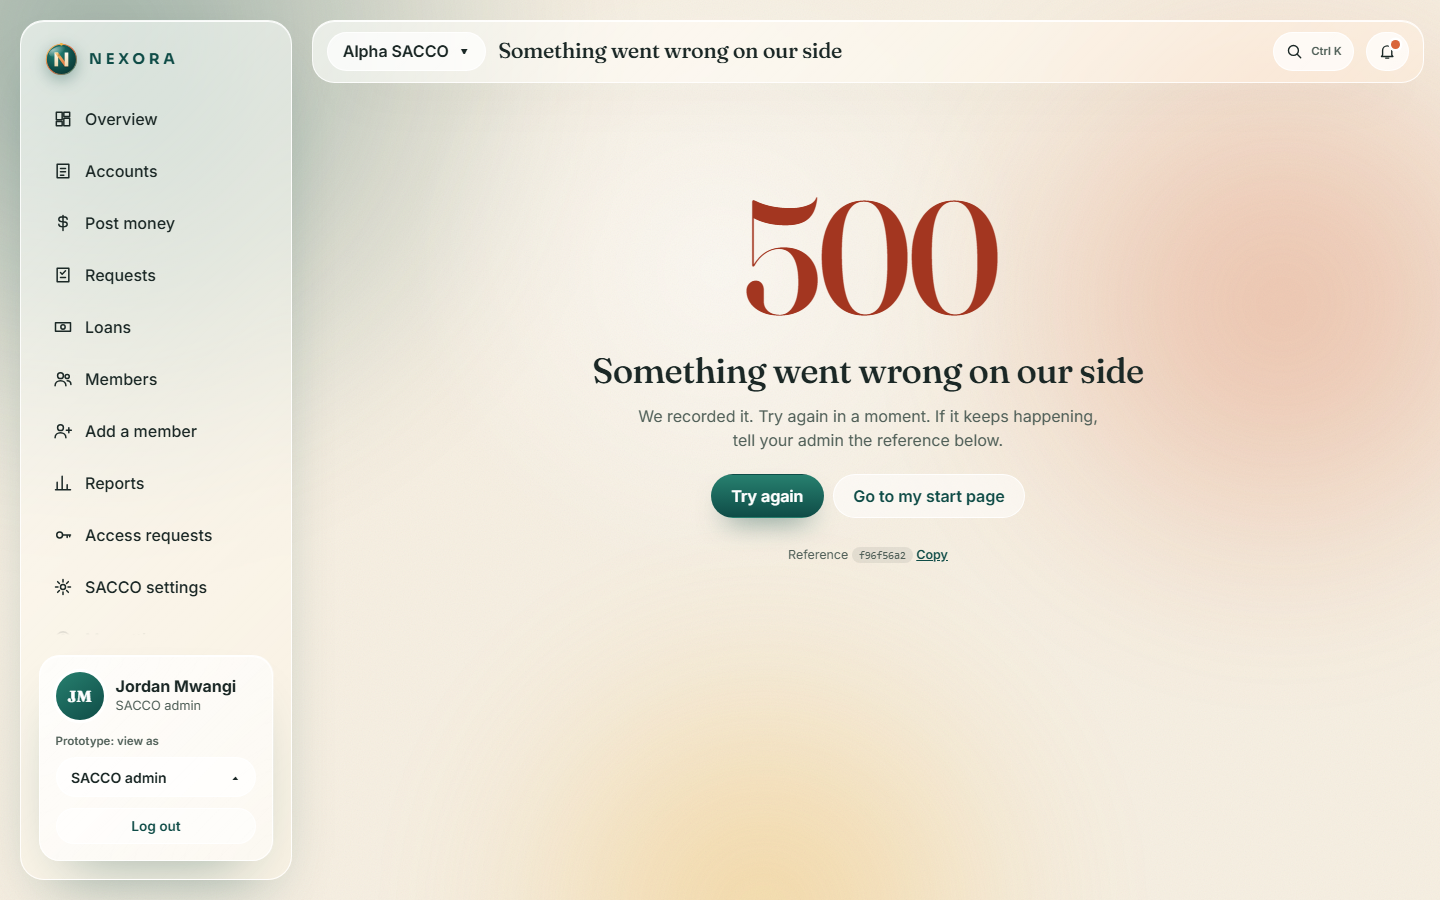 NEXORA
Overview
Accounts
Post money
Requests
Loans
Members
Add a member
Reports
Access requests
SACCO settings
JM
Jordan Mwangi
SACCO admin
Prototype: view as
SACCO admin
Log out
Alpha SACCO
Something went wrong on our side
Ctrl K
500
Something went wrong on our side
We recorded it. Try again in a moment. If it keeps happening,
tell your admin the reference below.
Try again
Go to my start page
Reference f96f56a2 Copy